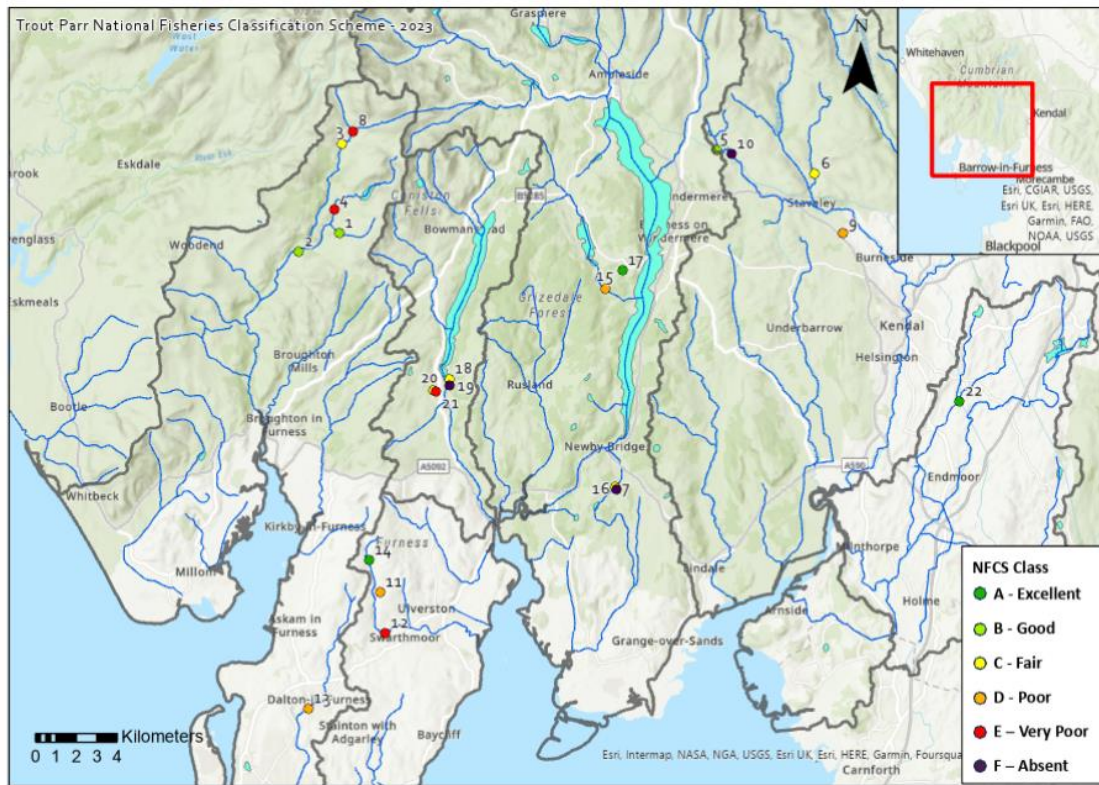 Trout Parr National Fisheries Classification Scheme - 2023
Grasmere
West
Water
Ambleside
N
Whitehaven
Cumbrian
Mountains
Kendal
Barrow-in-Furness
Morecambe
Esri, CGIAR, USGS,
Esri UK, Esri, HERE,
Garmin, FAO,
NOAA, USGS
Blackpool
8
3
Eskdale
River Esk
5
10
6
Coniston
Fells
B5285
Staveley
4
1
Bowmanstead
9
Woodend
2
Burneside
17
15
Eskmeals
Grizedale
Forest
Underbarrow
Kendal
Helsington
Broughton
Mills
18
20
19
Rusland
21
22
Bootle
Broughton in
Furness
Newby Bridge
A5092
A590
Endmoor
Whitbeck
16
7
Kirkby-in-Furness
Furness
Milnthorpe
14
Lindale
Millom
11
Ulverston
Arnside
Holme
Askam in
Furness
12
Swarthmoor
Grange-over-Sands
Dalton-in-Furness
13
Stainton with
Adgarley
Baycliff
Kilometers
0 1 2 3 4
Esri, Intermap, NASA, NGA, USGS, Esri UK, Esri, HERE, Garmin, Foursqua
Carnforth
NFCS Class
A - Excellent
B - Good
C - Fair
D - Poor
E – Very Poor
F – Absent